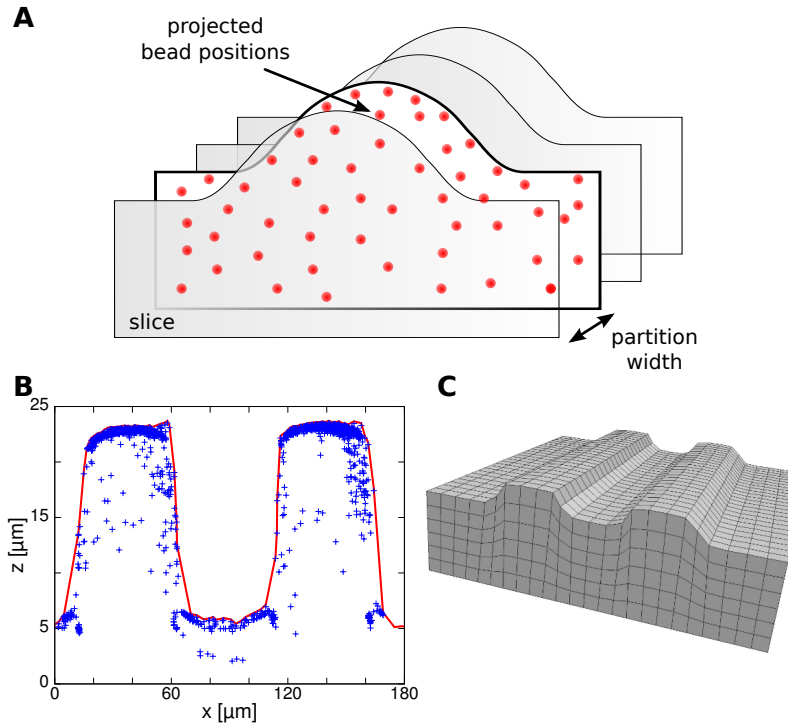 A
projected
bead positions
slice
partition
width
B
C
25
15
5
0
z [µm]
0
60
120
180
x [µm]